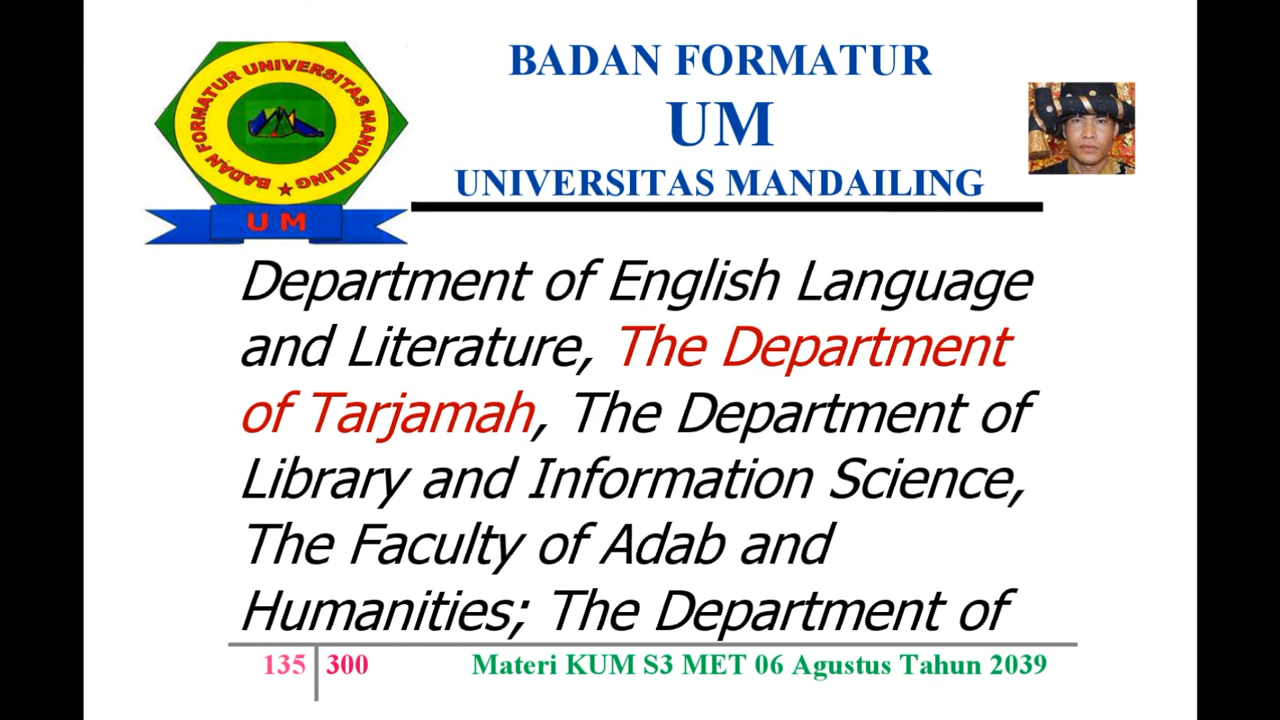 BADAN FORMATUR UNIVERSITAS MANDAILING
UM
BADAN FORMATUR
UM
UNIVERSITAS MANDAILING
Department of English Language
and Literature, The Department
of Tarjamah, The Department of
Library and Information Science,
The Faculty of Adab and
Humanities; The Department of
135 300 Materi KUM S3 MET 06 Agustus Tahun 2039